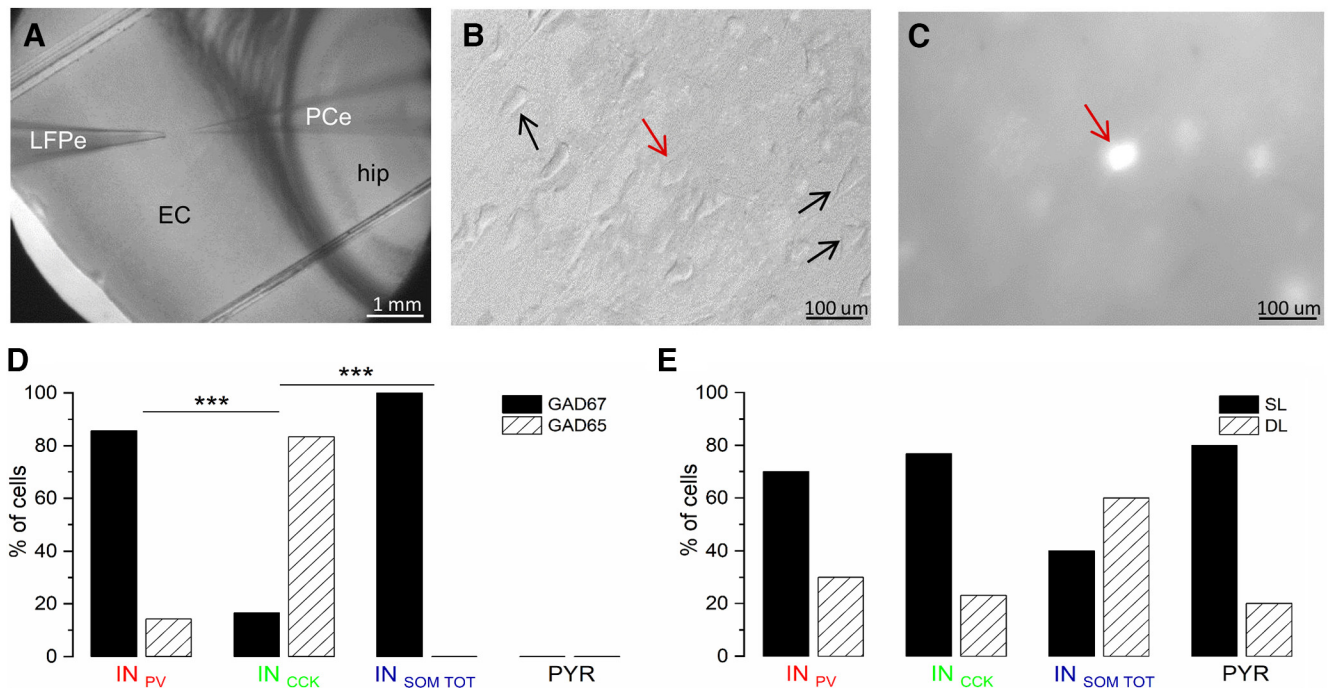 A
LFPe
PCe
hip
EC
1 mm
B
100 um
C
100 um
D
***
***
GAD67
GAD65
% of cells
100
80
60
40
20
0
IN PV
IN CCK
IN SOM TOT
PYR
E
SL
DL
% of cells
100
80
60
40
20
0
IN PV
IN CCK
IN SOM TOT
PYR